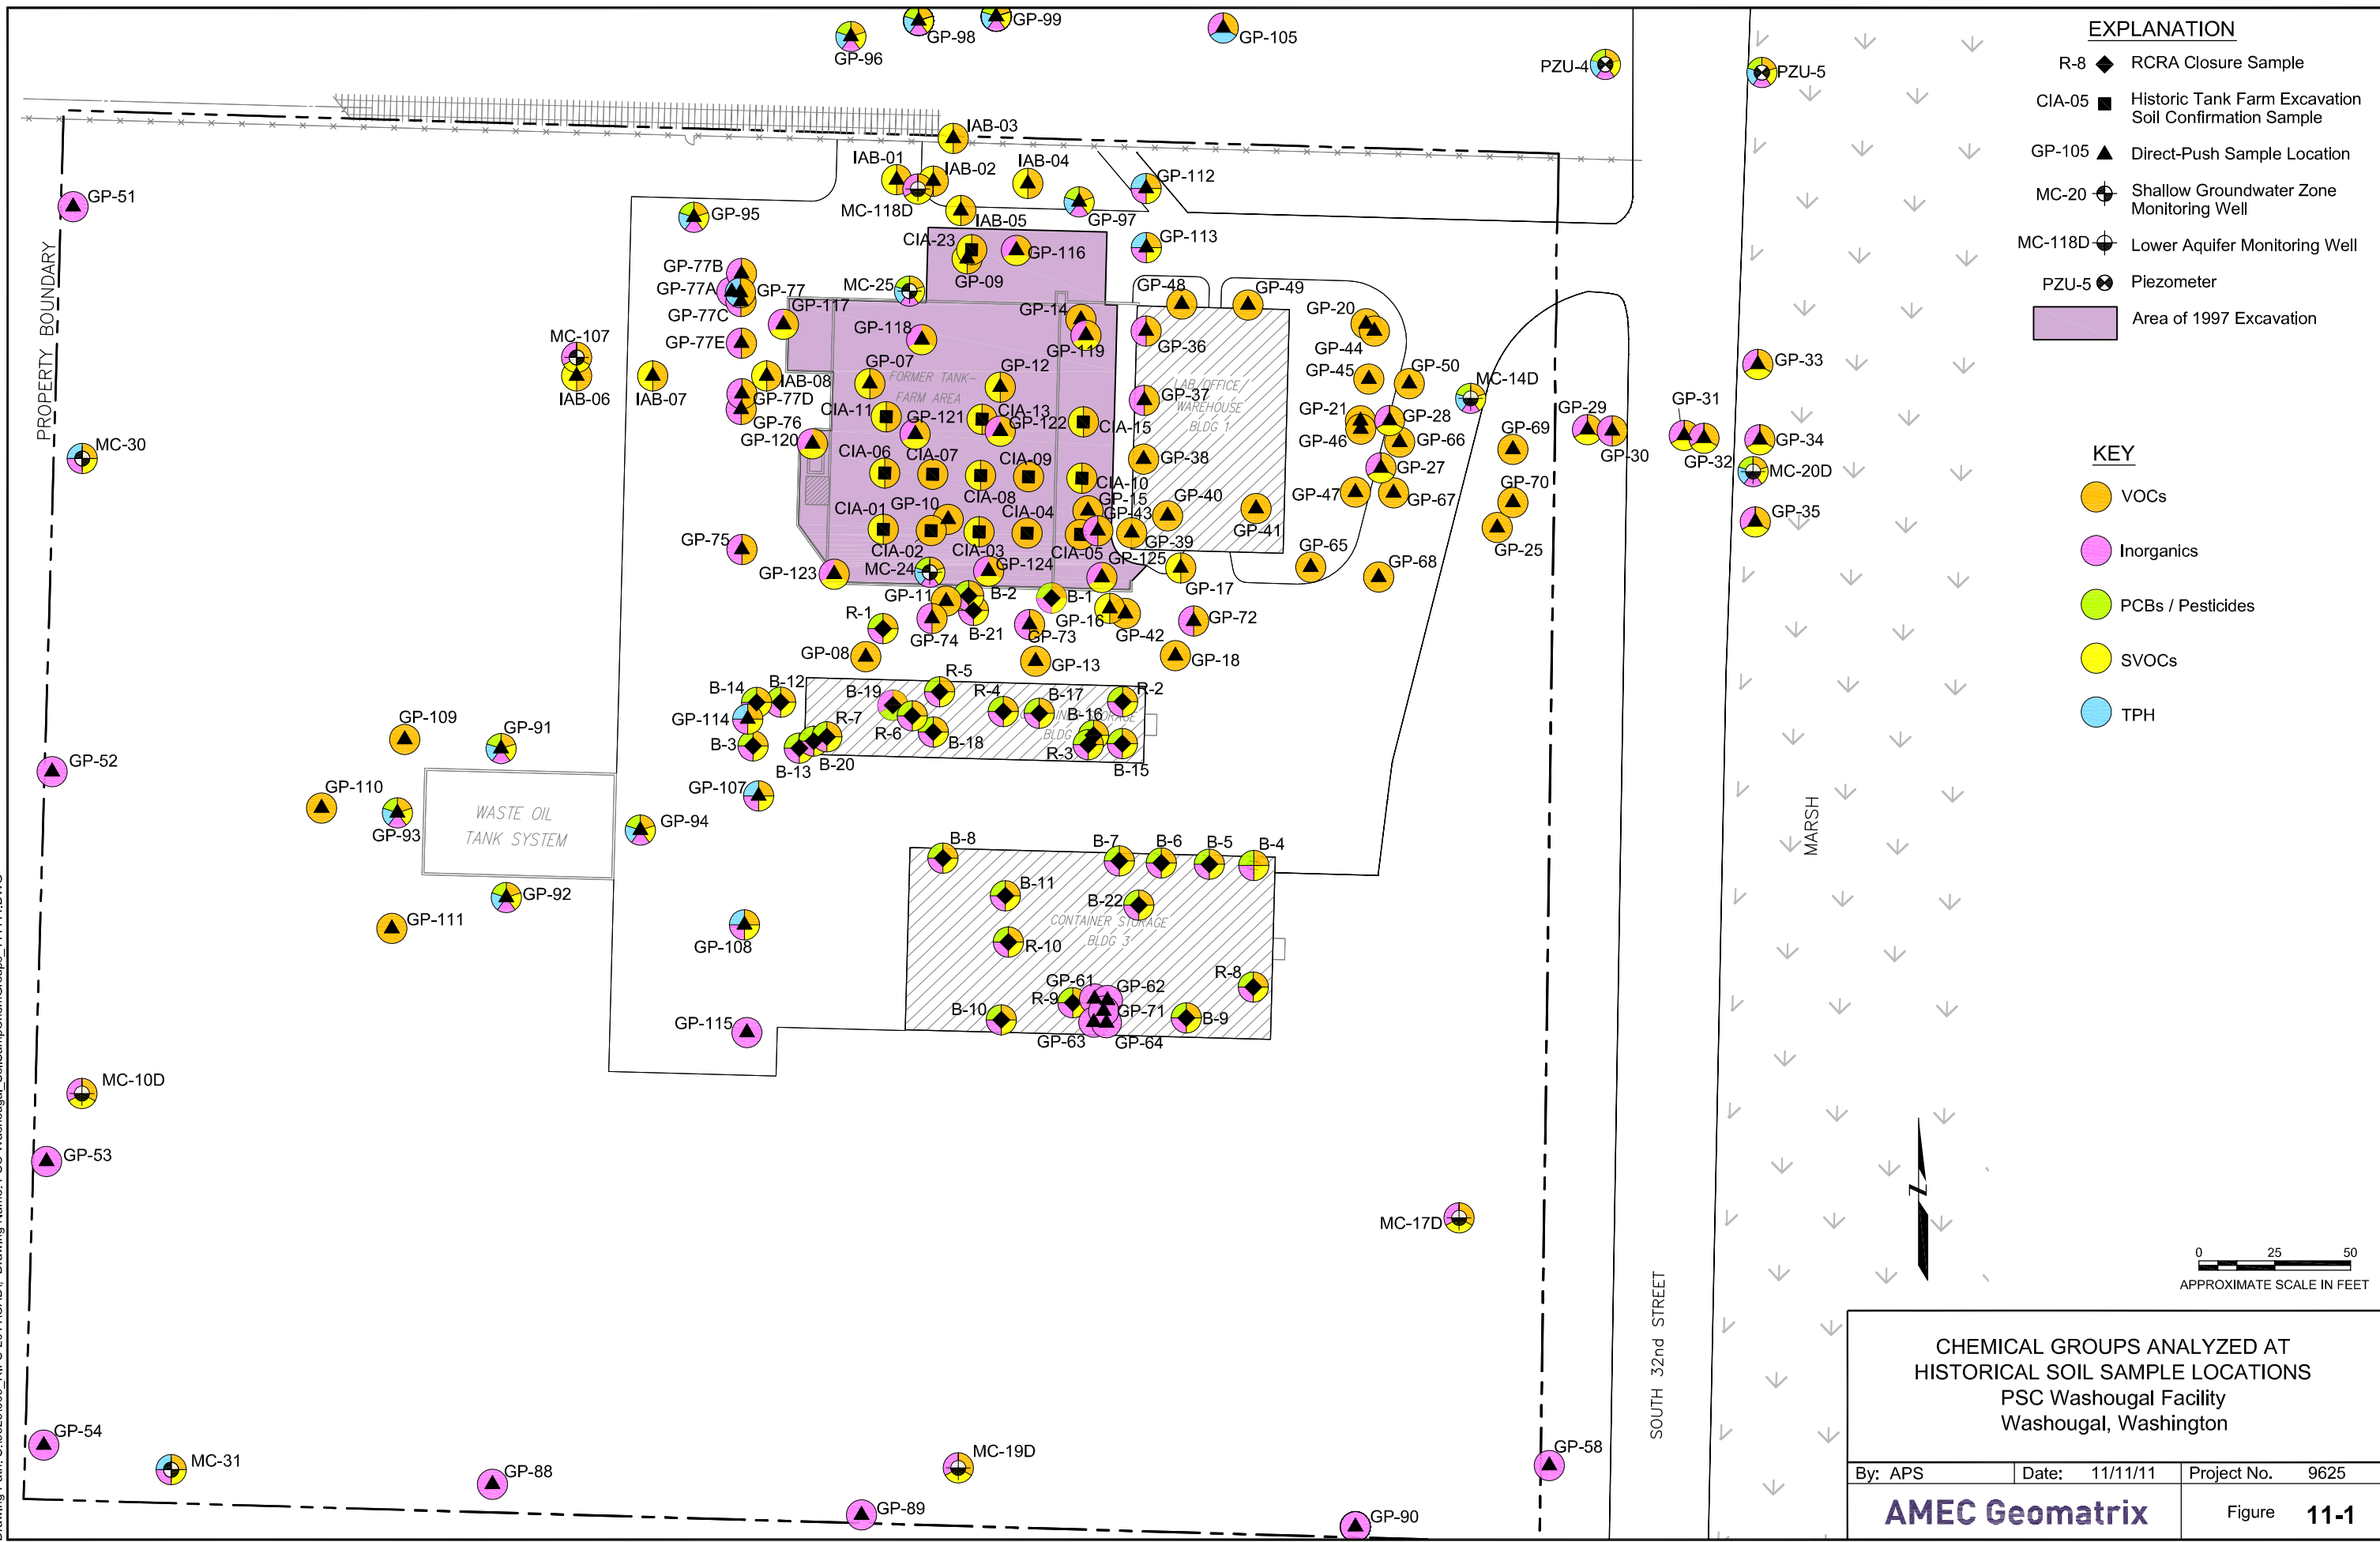 GP-96
GP-98
GP-99
GP-105
PZU-4
PZU-5
EXPLANATION
R-8 RCRA Closure Sample
CIA-05 Historic Tank Farm Excavation
Soil Confirmation Sample
GP-105 Direct-Push Sample Location
MC-20 Shallow Groundwater Zone
Monitoring Well
MC-118D Lower Aquifer Monitoring Well
PZU-5 Piezometer
Area of 1997 Excavation
KEY
VOCs
Inorganics
PCBs / Pesticides
SVOCs
TPH
IAB-03
IAB-01
IAB-02
IAB-04
GP-112
MC-118D
IAB-05
GP-97
GP-51
GP-95
PROPERTY BOUNDARY
CIA-23
GP-116
GP-113
GP-09
GP-77B
GP-77A
GP-77
GP-77C
GP-117
MC-25
GP-48
GP-49
GP-14
GP-20
GP-118
GP-119
GP-36
GP-44
GP-77E
MC-107
GP-07
GP-12
GP-45
GP-50
MC-14D
GP-33
IAB-06
IAB-07
IAB-08
GP-77D
GP-76
FORMER TANK-
FARM AREA
LAB/OFFICE/
WAREHOUSE
BLDG 1
GP-37
CIA-11
GP-121
CIA-13
GP-122
CIA-15
GP-21
GP-46
GP-28
GP-66
GP-69
GP-29
GP-30
GP-31
GP-32
GP-34
MC-20D
GP-35
MC-30
GP-120
CIA-06
CIA-07
CIA-09
CIA-08
CIA-10
GP-38
GP-27
GP-47
GP-67
GP-70
GP-25
CIA-01
GP-10
CIA-04
GP-15
GP-43
GP-40
GP-41
CIA-02
CIA-03
CIA-05
GP-39
GP-75
GP-123
MC-24
GP-124
GP-125
GP-17
GP-65
GP-68
GP-11
B-2
B-1
R-1
GP-74
B-21
GP-73
GP-16
GP-42
GP-72
GP-08
GP-13
GP-18
B-14
B-12
B-19
R-5
R-4
B-17
R-2
GP-114
B-3
R-7
R-6
B-18
B-16
R-3
B-15
B-13
B-20
BLDG
GP-109
GP-91
GP-52
GP-110
GP-93
WASTE OIL
TANK SYSTEM
GP-107
GP-94
GP-92
GP-111
GP-108
B-8
B-7
B-6
B-5
B-4
B-11
B-22
CONTAINER STORAGE
BLDG 3
R-10
R-8
GP-61
GP-62
R-9
GP-71
B-10
B-9
GP-63
GP-64
GP-115
MARSH
MC-10D
GP-53
MC-17D
GP-54
MC-31
GP-88
GP-89
MC-19D
GP-90
GP-58
SOUTH 32nd STREET
Z
0 25 50
APPROXIMATE SCALE IN FEET
CHEMICAL GROUPS ANALYZED AT
HISTORICAL SOIL SAMPLE LOCATIONS
PSC Washougal Facility
Washougal, Washington
By: APS Date: 11/11/11 Project No. 9625
AMEC Geomatrix Figure 11-1